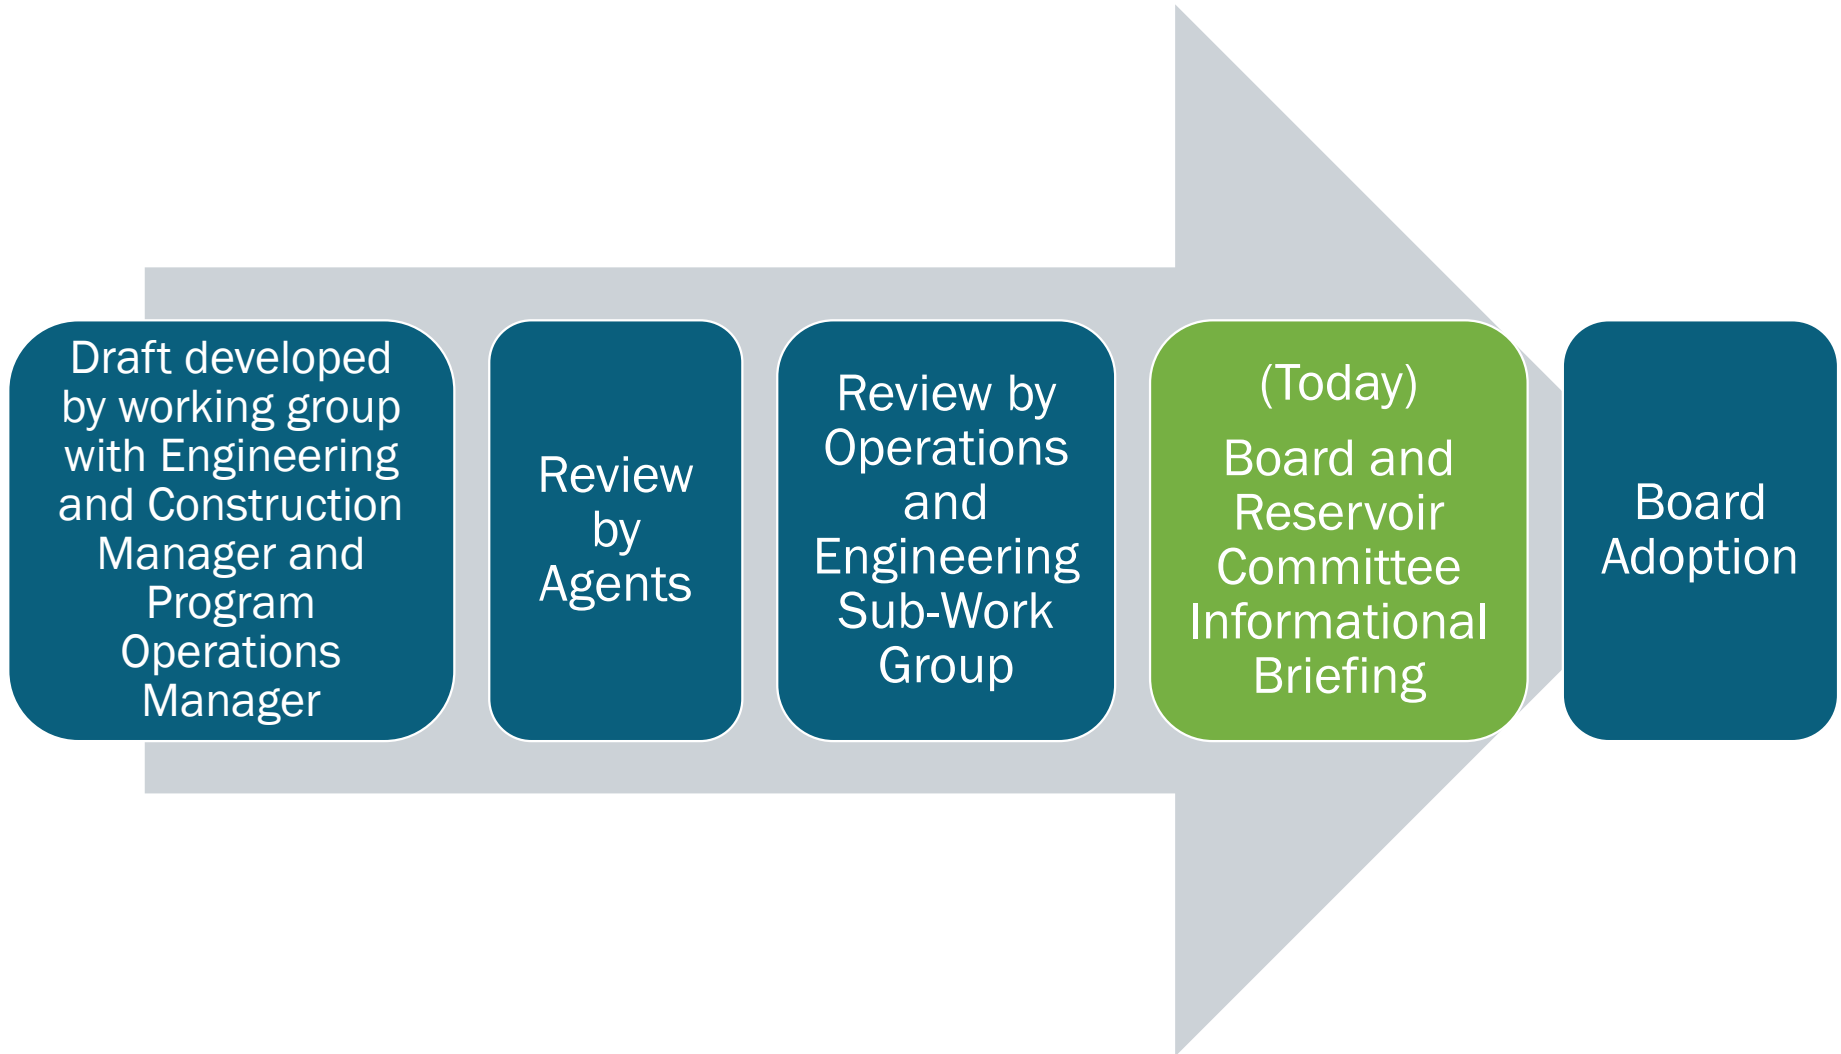 Draft developed
by working group
with Engineering
and Construction
Manager and
Program
Operations
Manager
Review
by
Agents
Review by
Operations
and
Engineering
Sub-Work
Group
(Today)
Board and
Reservoir
Committee
Informational
Briefing
Board
Adoption